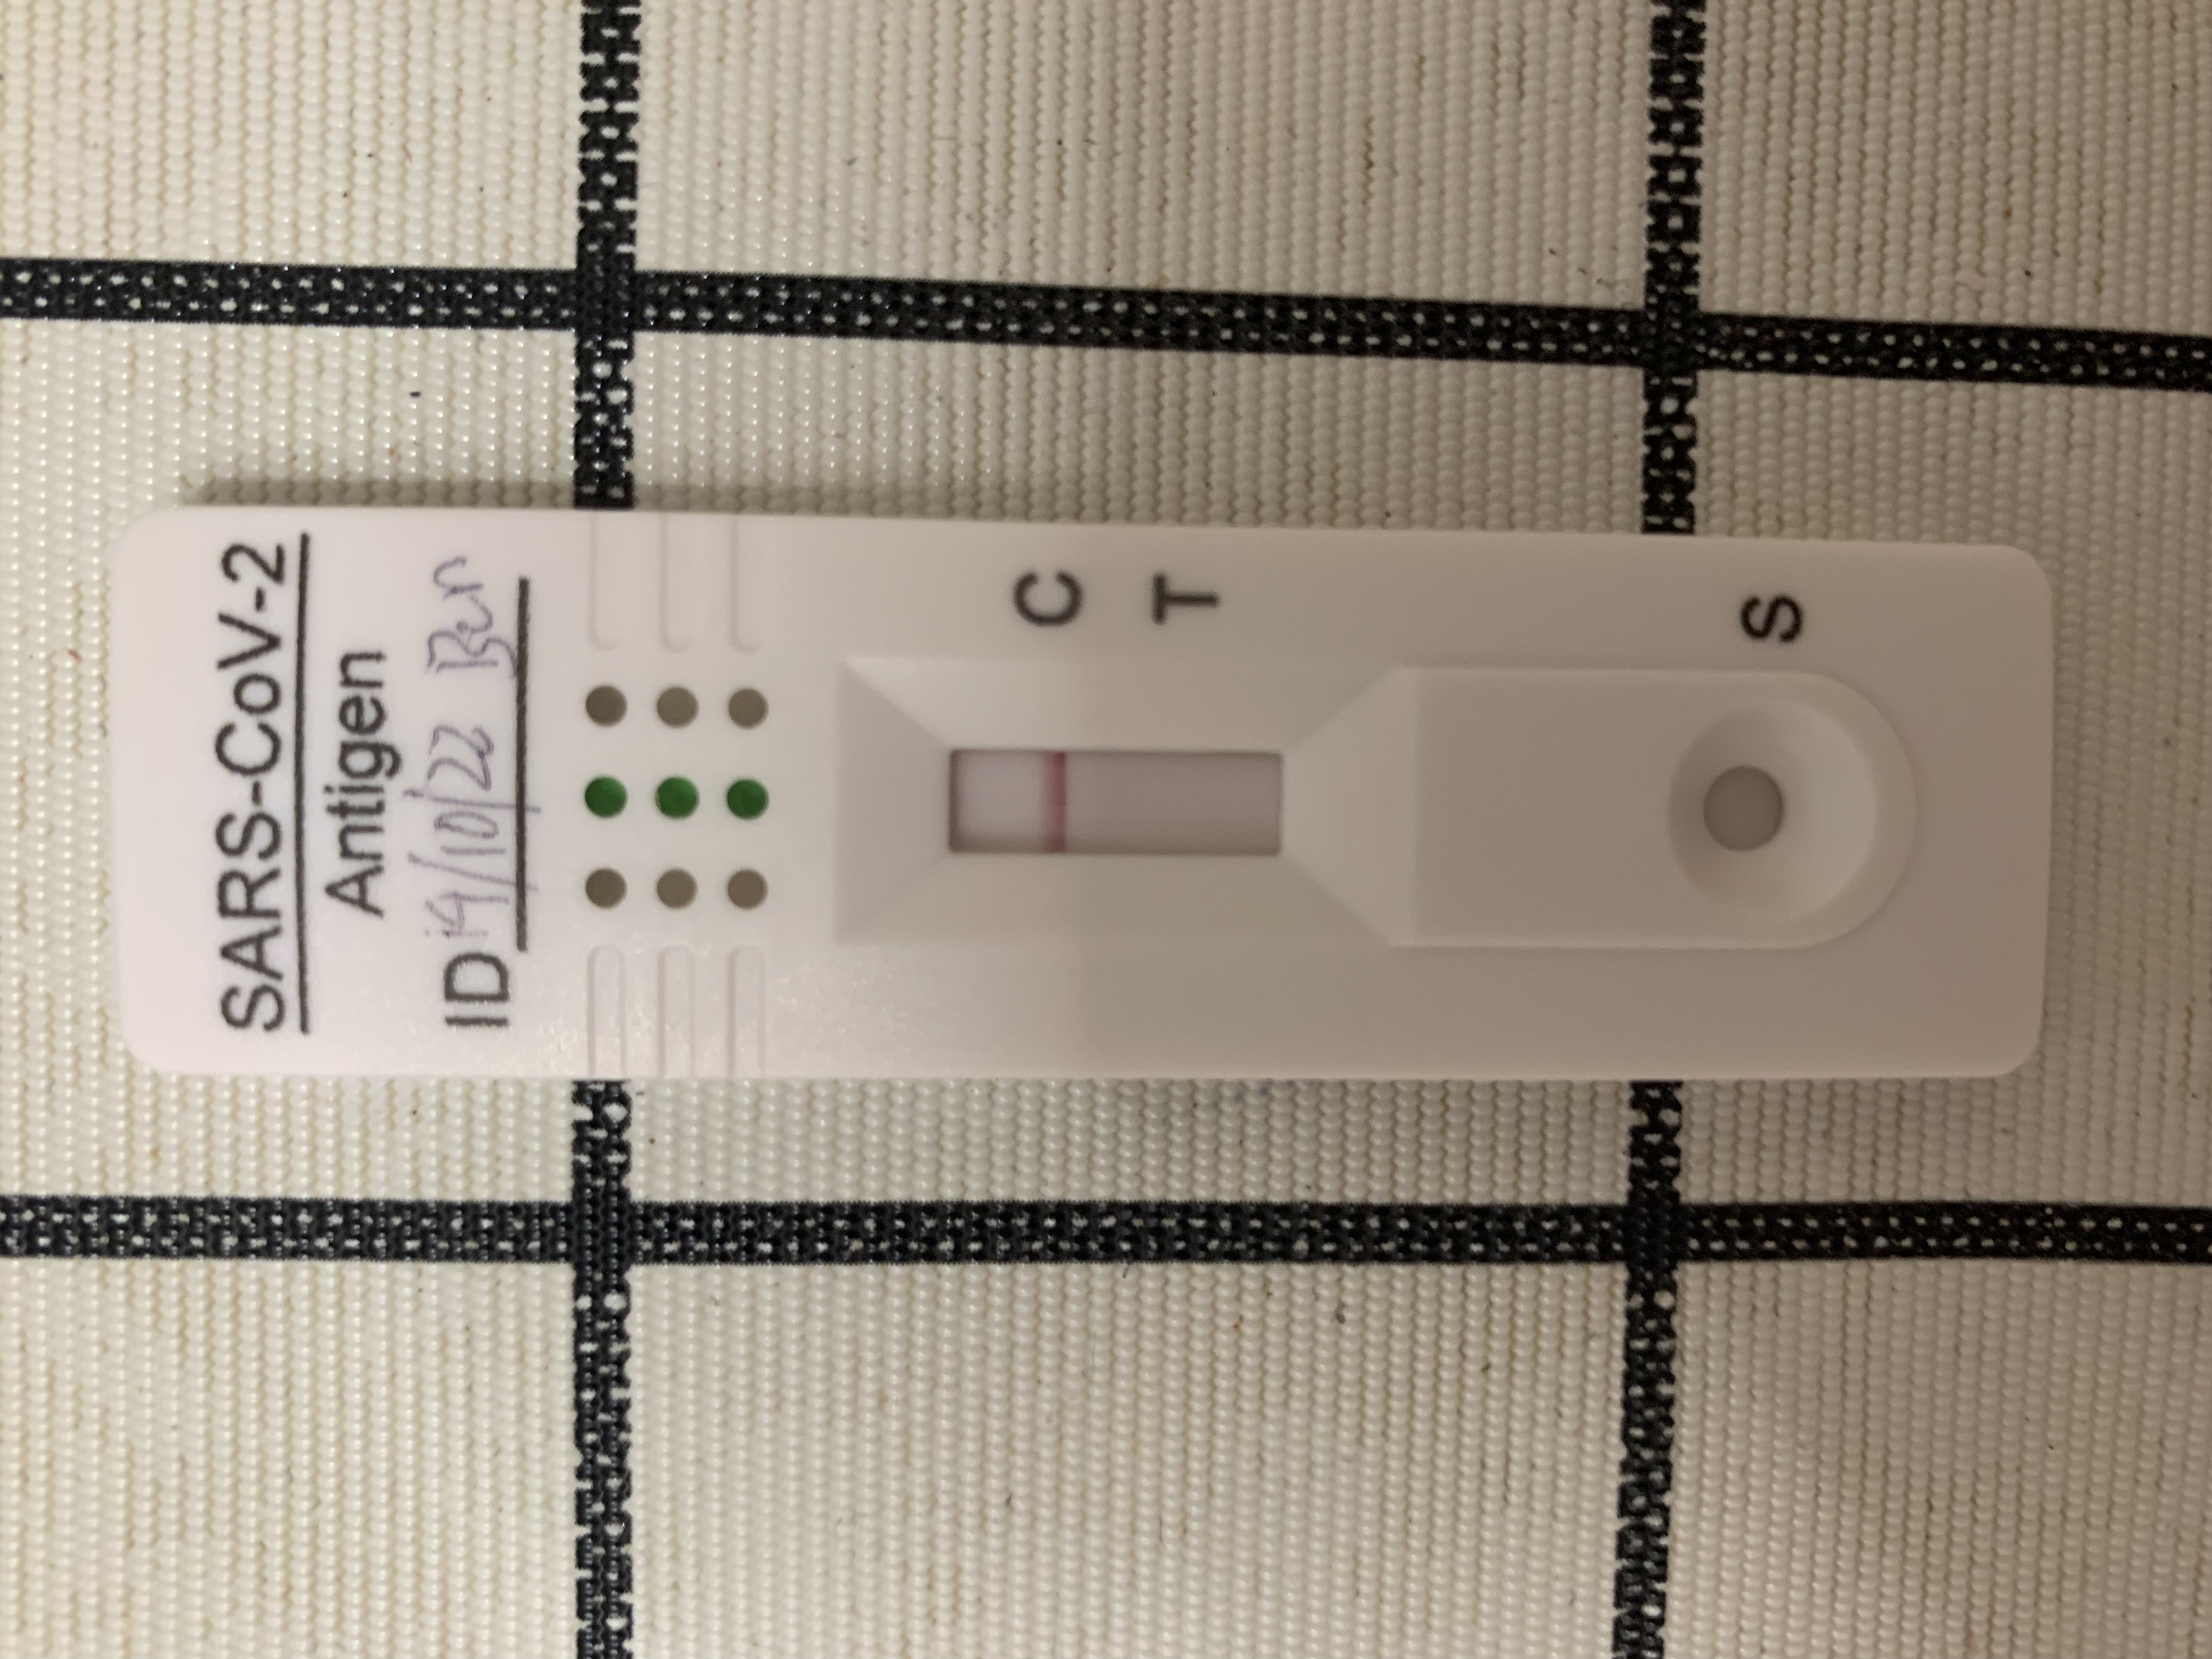 SARS-CoV-2
Antigen
ID 19/10/22 Ben
C
T
S